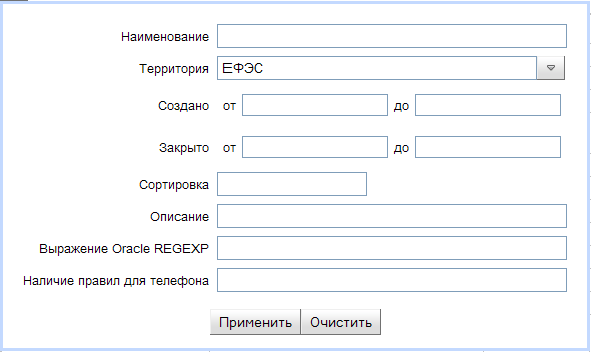 Наименование
Территория ЕФЭС
Создано от до
Закрыто от до
Сортировка
Описание
Выражение Oracle REGEXP
Наличие правил для телефона
Применить Очистить